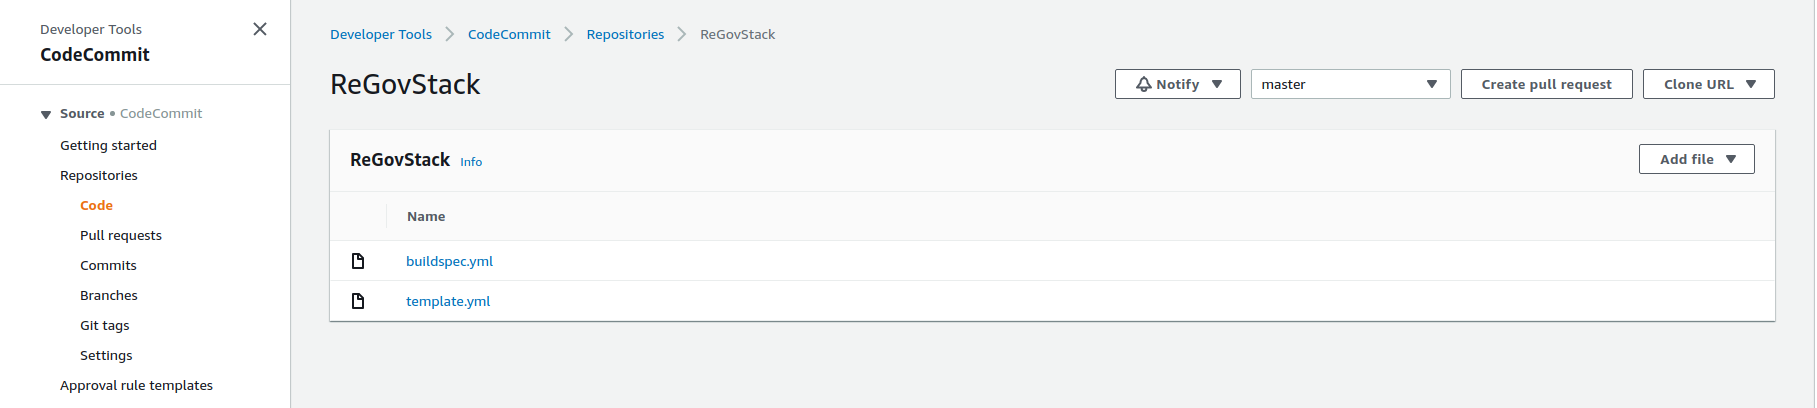 Developer Tools
CodeCommit
Source • CodeCommit
Getting started
Repositories
Code
Pull requests
Commits
Branches
Git tags
Settings
Approval rule templates
Developer Tools > CodeCommit > Repositories > ReGovStack
ReGovStack
Notify
master
Create pull request
Clone URL
ReGovStack Info
Add file
Name
buildspec.yml
template.yml